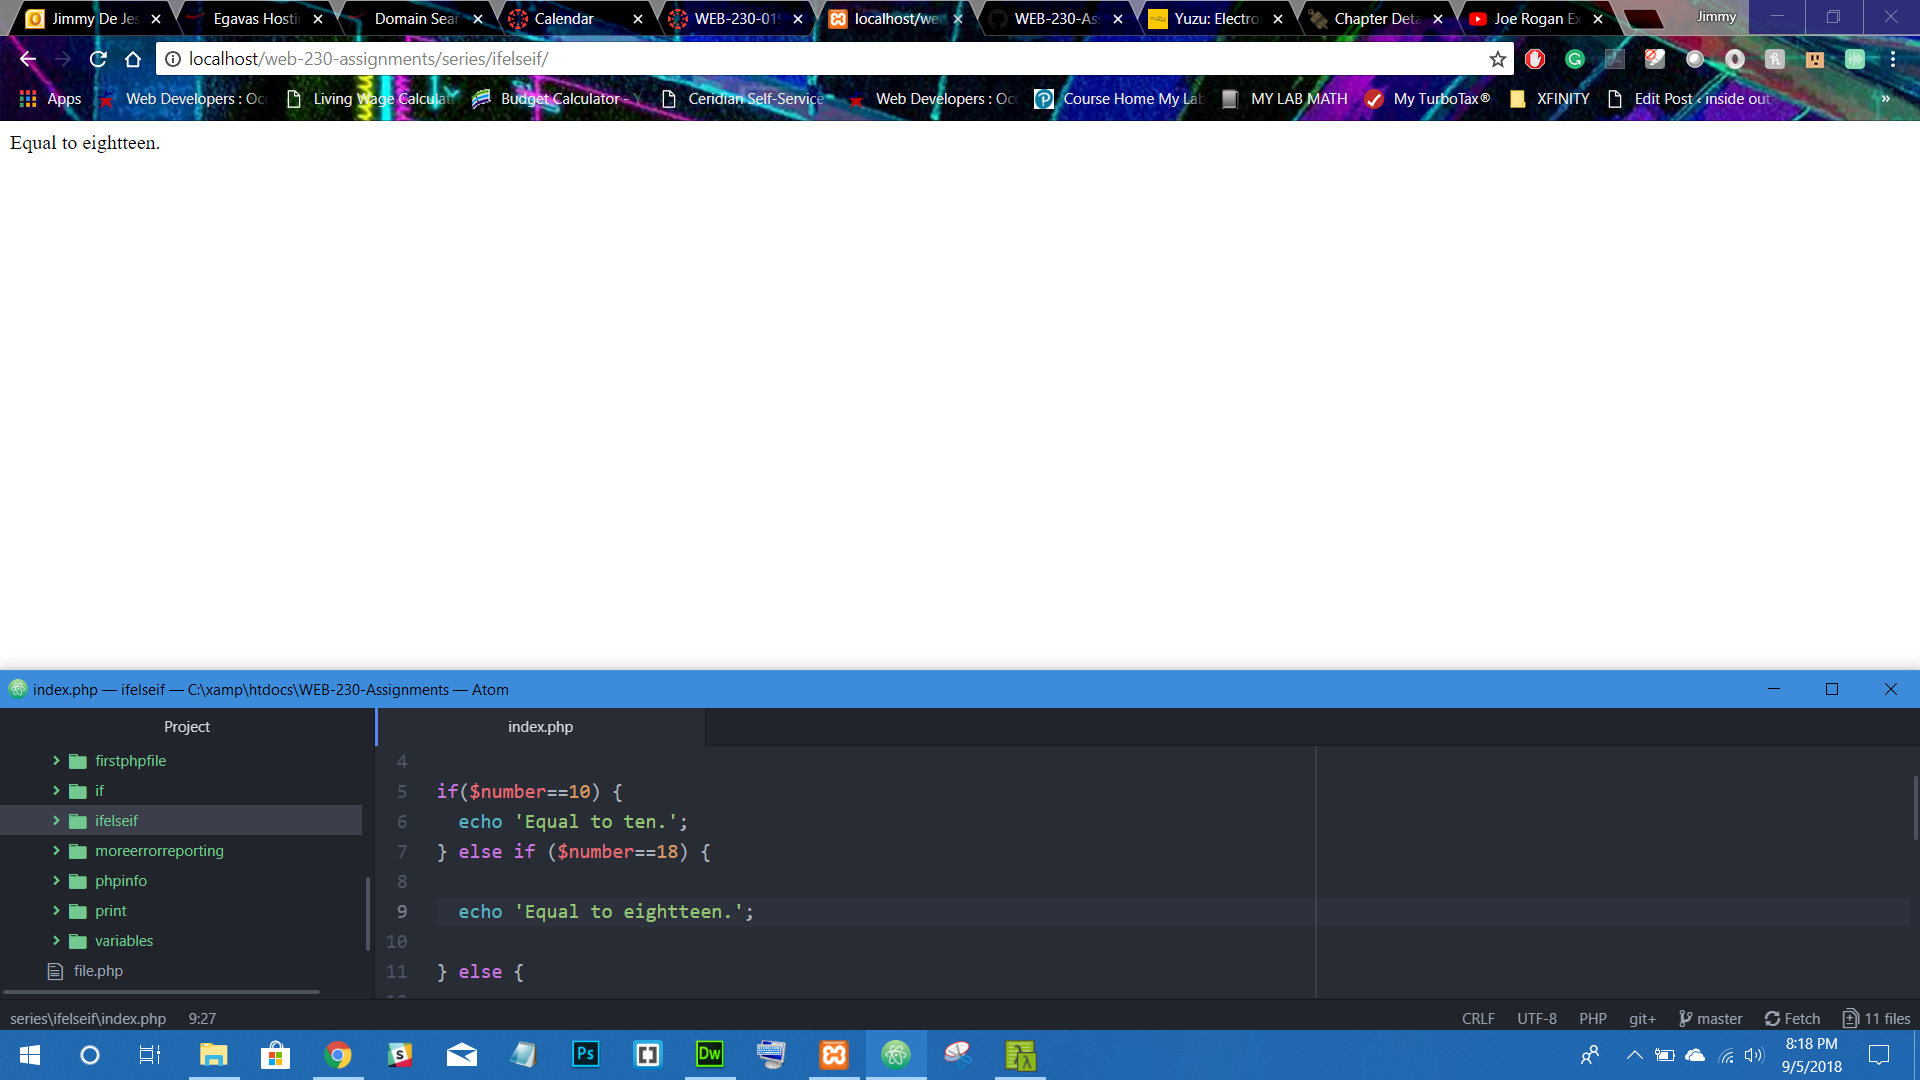 Jimmy De Jes
Egavas Hosti
Domain Sear
Calendar
WEB-230-01
localhost/we
WEB-230-As
Yuzu: Electro
Chapter Deta
Joe Rogan Ex
Jimmy
localhost/web-230-assignments/series/ifelseif/
Apps
Web Developers : Oc
Living Wage Calculat
Budget Calculator -
Ceridian Self-Service
Web Developers : Oc
Course Home My La
MY LAB MATH
My TurboTax®
XFINITY
Edit Post ‹ inside out
»
Equal to eightteen.
index.php — ifelseif — C:\xamp\htdocs\WEB-230-Assignments — Atom
Project
index.php
firstphpfile
if
ifelseif
moreerrorreporting
phpinfo
print
variables
file.php
4
5 if($number==10) {
6 echo 'Equal to ten.';
7 } else if ($number==18) {
8
9 echo 'Equal to eightteen.';
10
11 } else {
series\ifelseif\index.php 9:27
CRLF UTF-8 PHP git+ master Fetch 11 files
Ps
Dw
8:18 PM
9/5/2018